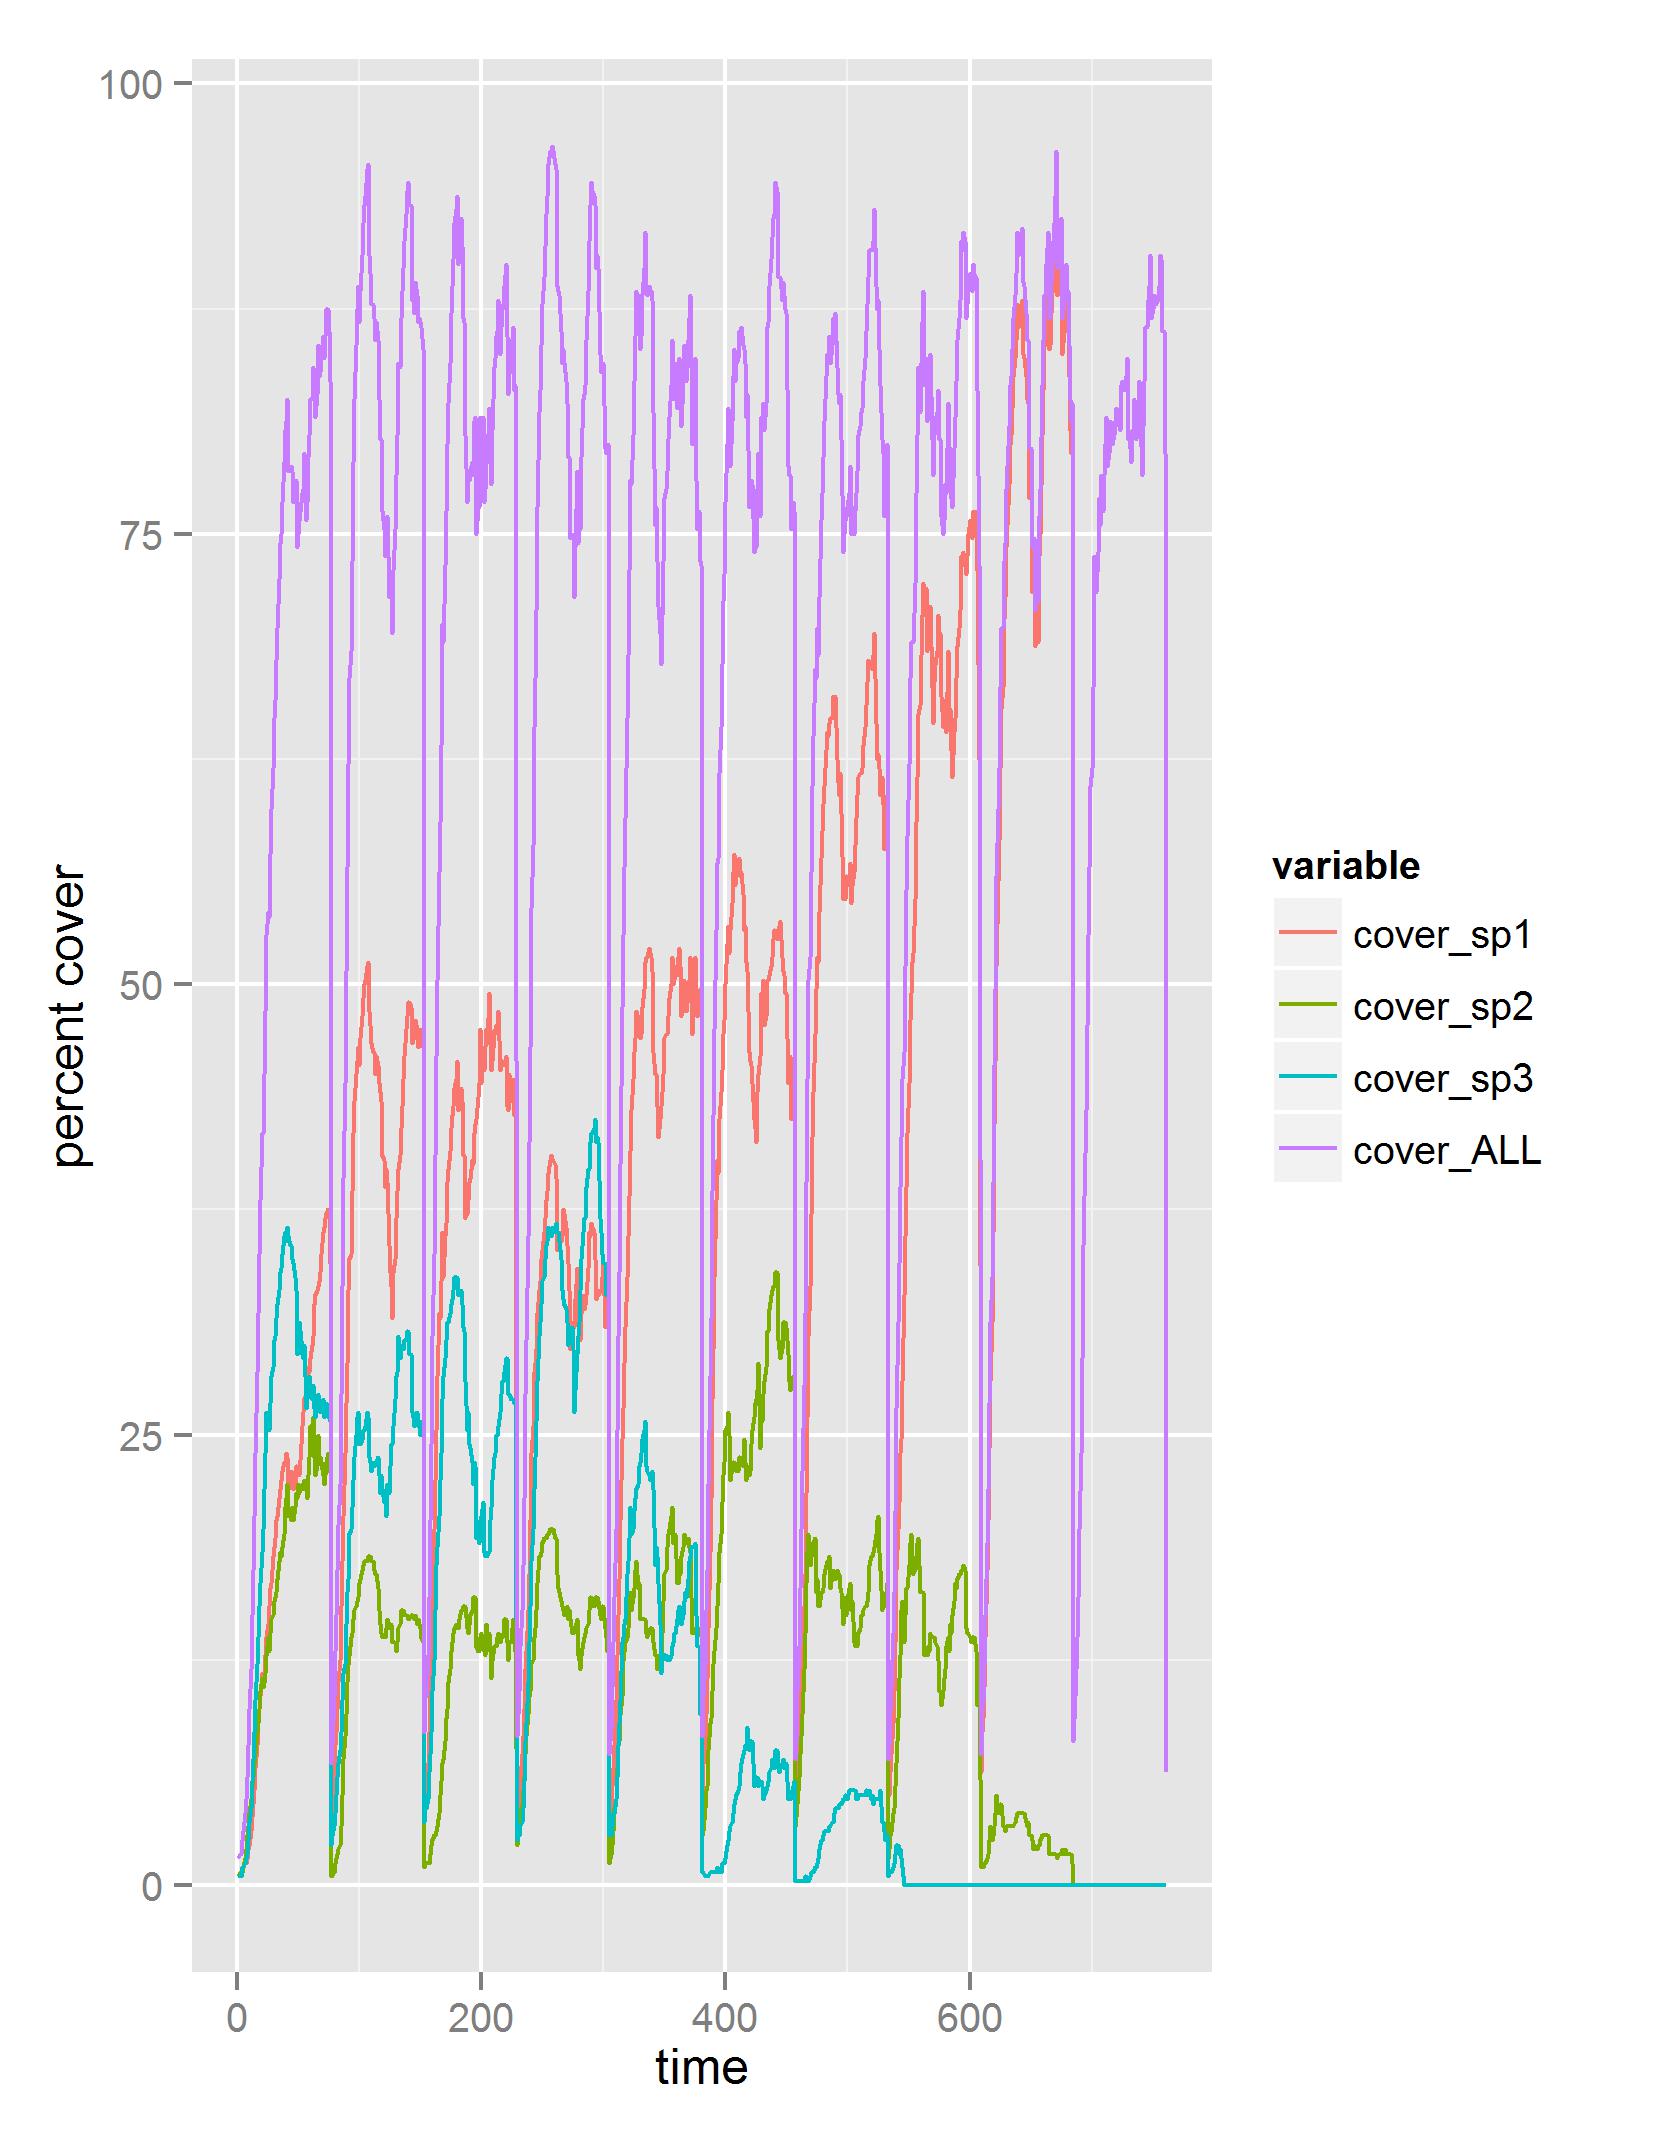 100
75
50
25
0
percent cover
0 200 400 600
time
variable
cover_sp1
cover_sp2
cover_sp3
cover_ALL